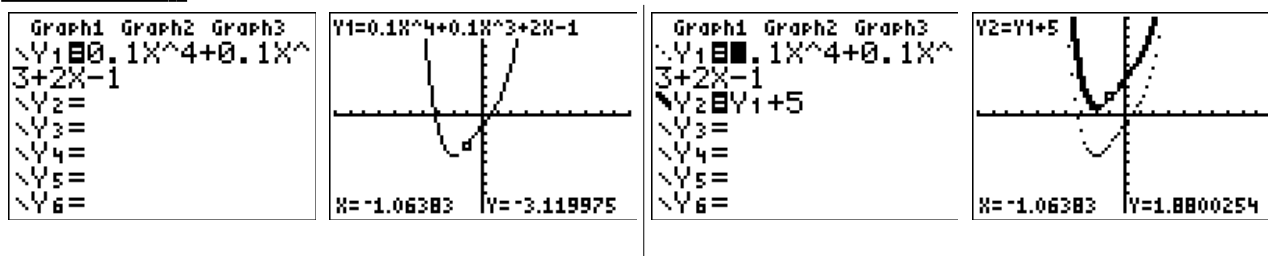 Graph1 Graph2 Graph3
\Y1=0.1X^4+0.1X^
3+2X-1
\Y2=
\Y3=
\Y4=
\Y5=
\Y6=
Y1=0.1X^4+0.1X^3+2X-1
X=-1.06383 Y=-3.119975
Graph1 Graph2 Graph3
Y1=.1X^4+0.1X^
3+2X-1
\Y2=Y1+5
\Y3=
\Y4=
\Y5=
\Y6=
Y2=Y1+5
X=-1.06383 Y=1.8800254